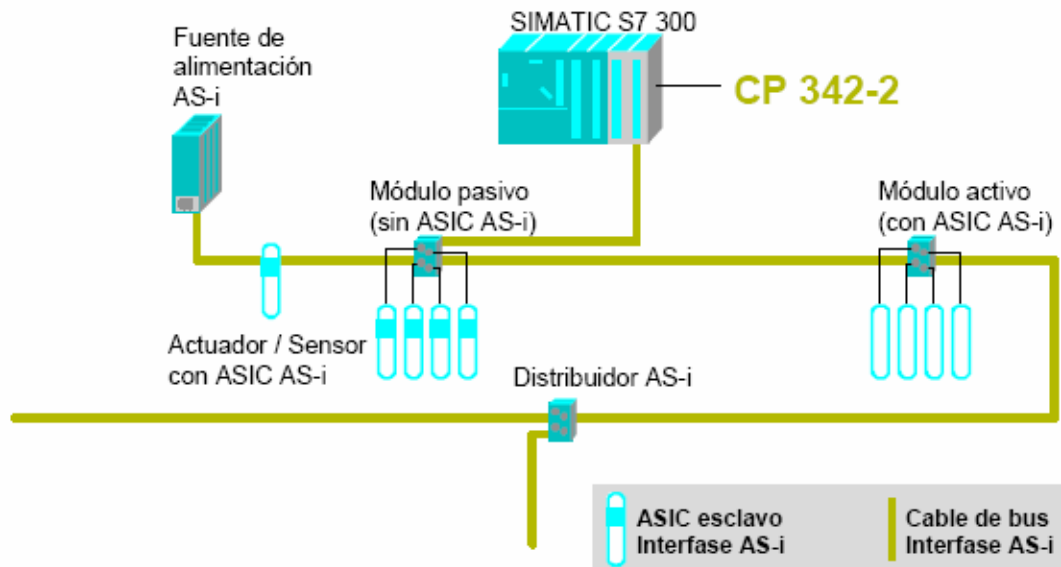 SIMATIC S7 300
Fuente de
alimentación
AS-i
CP 342-2
Módulo pasivo
(sin ASIC AS-i)
Módulo activo
(con ASIC AS-i)
Actuador / Sensor
con ASIC AS-i
Distribuidor AS-i
ASIC esclavo
Interfase AS-i
Cable de bus
Interfase AS-i